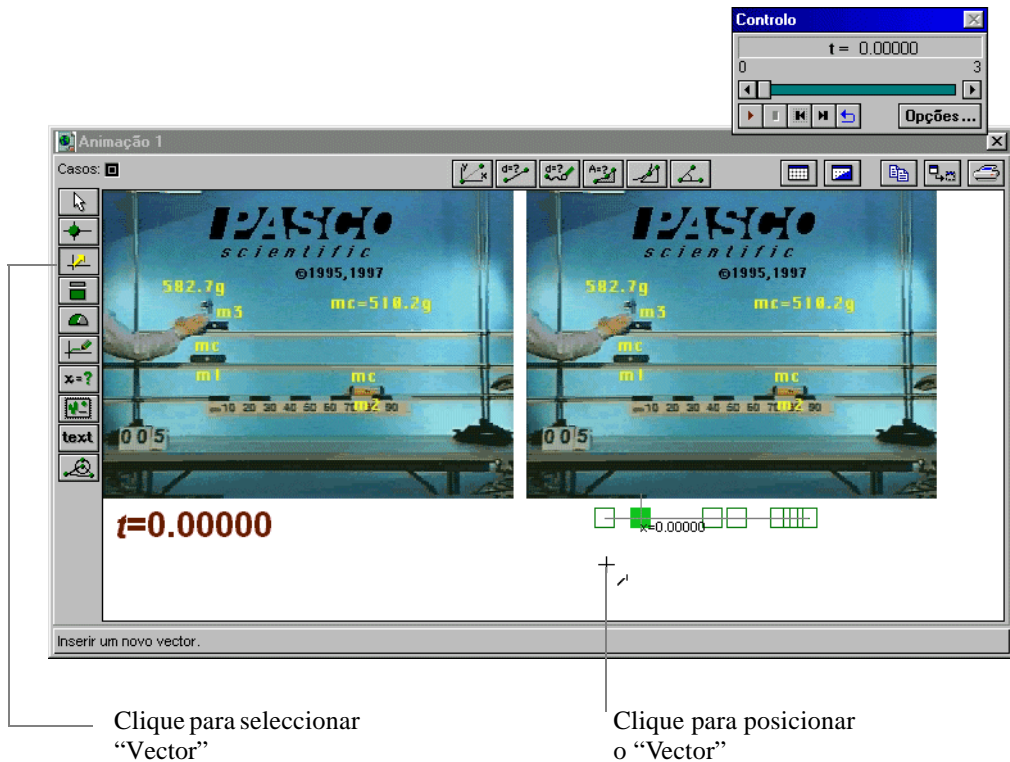 Controlo
t = 0.00000
0 3
Opções...
Animação 1
Casos:
d=? d=? A=?
PASCO
scientific
©1995,1997
582.7g
mc=510.2g
m3
mc
m1
mc
m2
cm 10 20 30 40 50 60 70 90
005
PASCO
scientific
©1995,1997
582.7g
mc=510.2g
m3
mc
m1
mc
m2
cm 10 20 30 40 50 60 70 90
005
x=?
text
t=0.00000
x=0.00000
Inserir um novo vector.
Clique para seleccionar
“Vector”
Clique para posicionar
o “Vector”